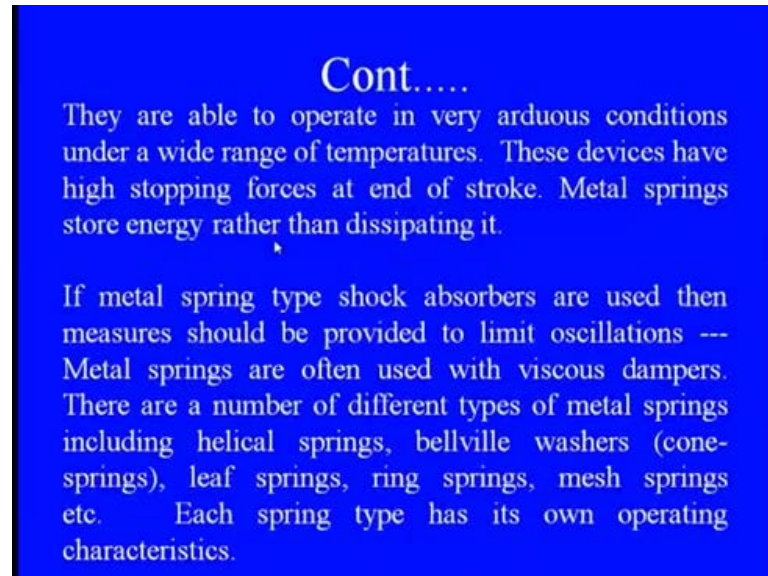 Cont.....
They are able to operate in very arduous conditions
under a wide range of temperatures. These devices have
high stopping forces at end of stroke. Metal springs
store energy rather than dissipating it.
If metal spring type shock absorbers are used then
measures should be provided to limit oscillations ---
Metal springs are often used with viscous dampers.
There are a number of different types of metal springs
including helical springs, bellville washers (cone-
springs), leaf springs, ring springs, mesh springs
etc. Each spring type has its own operating
characteristics.